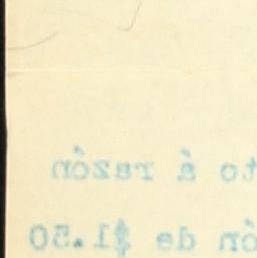 to á razón
ón de $1.50